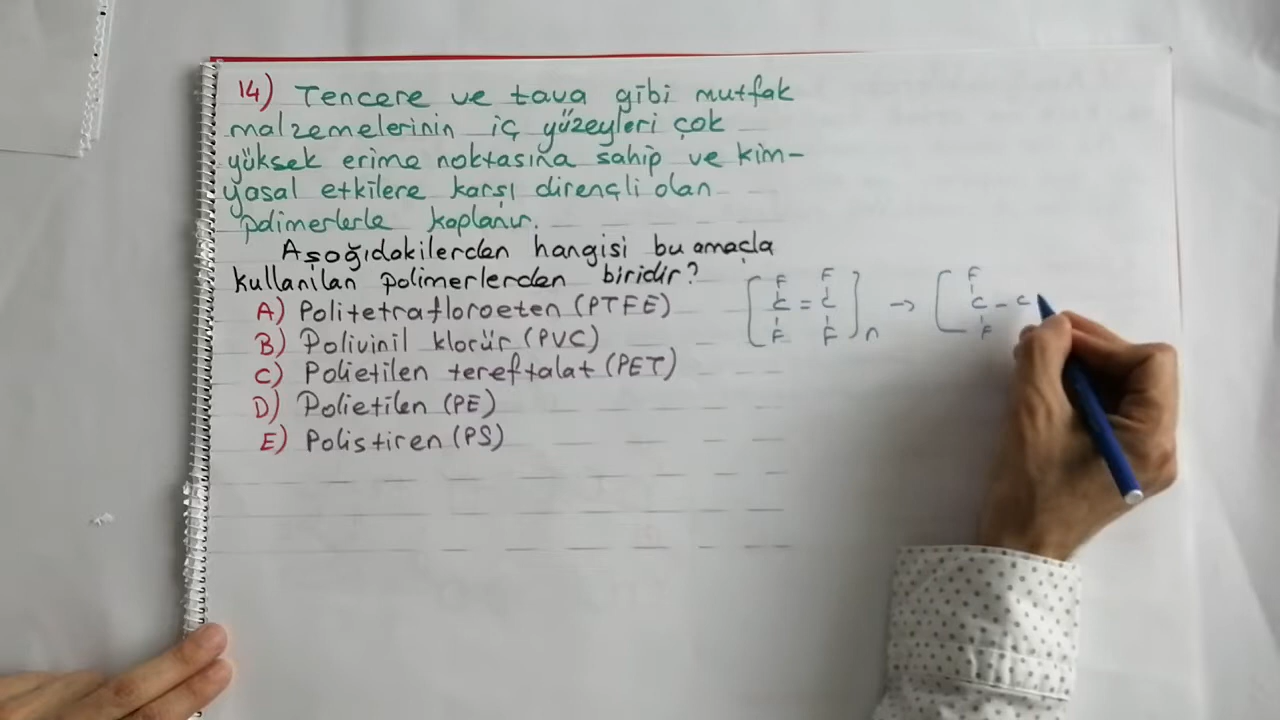 14) Tencere ve tava gibi mutfak
malzemelerinin iç yüzeyleri çok
yüksek erime noktasına sahip ve kim-
yasal etkilere karşı dirençli olan
polimerlerle kaplanır.
Aşağıdakilerden hangisi bu amaçla
kullanılan polimerlerden biridir?
A) Politetrafloroeten (PTFE)
B) Polivinil klorür (PVC)
C) Polietilen tereftalat (PET)
D) Polietilen (PE)
E) Polistiren (PS)
F F F
[ C = C ]n → [ C - C
F F F